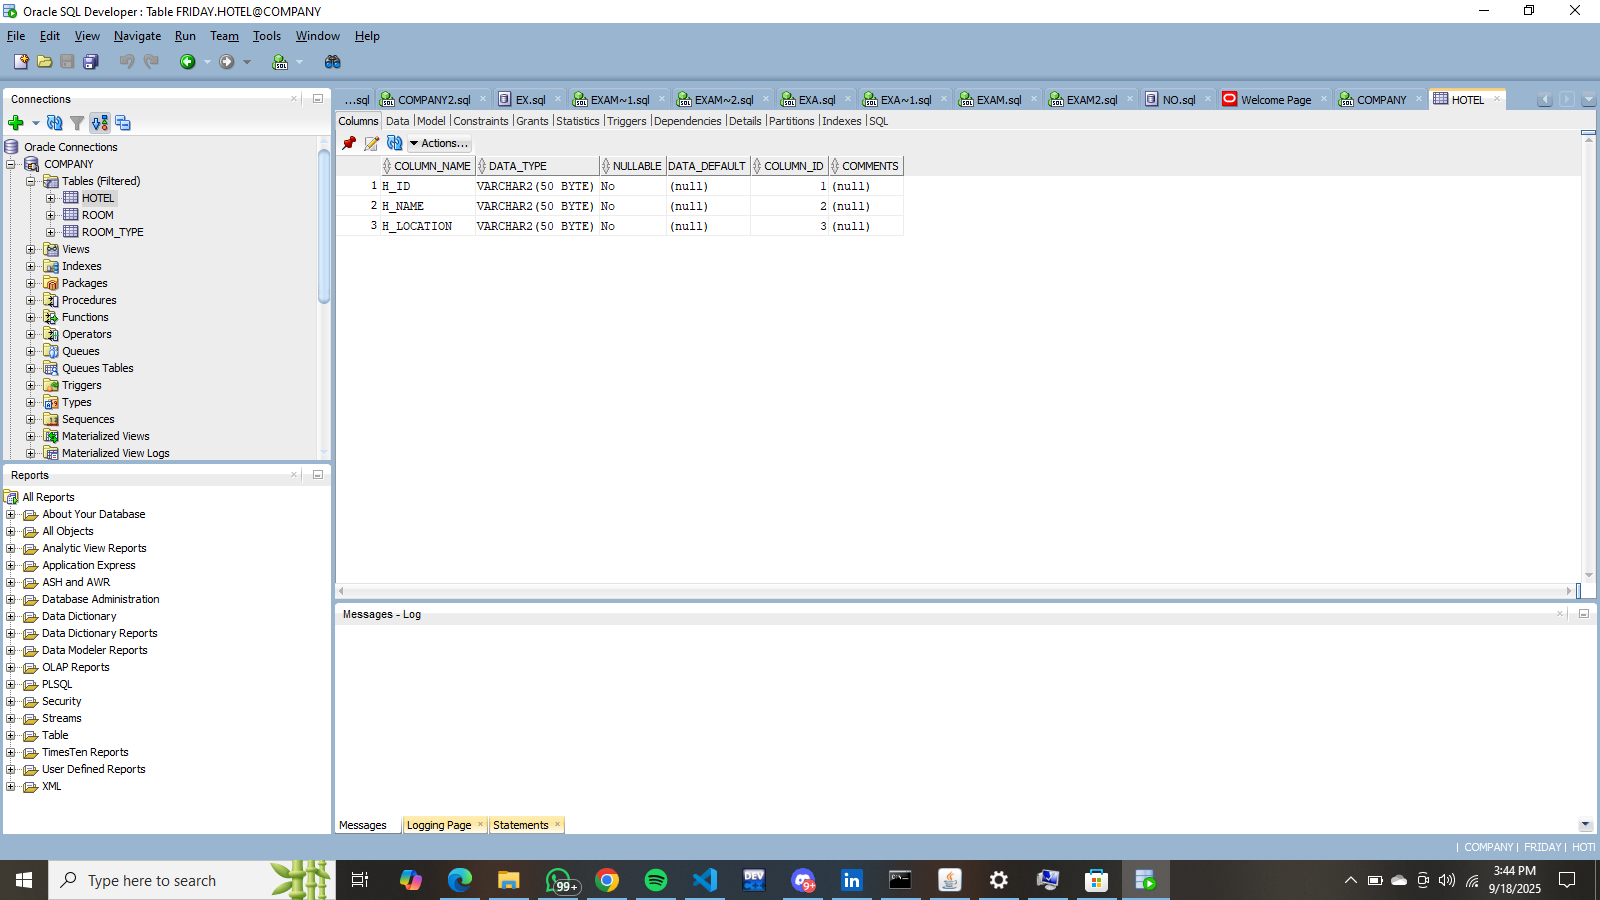 Oracle SQL Developer : Table FRIDAY.HOTEL@COMPANY
File Edit View Navigate Run Team Tools Window Help
Connections
Oracle Connections
COMPANY
Tables (Filtered)
HOTEL
ROOM
ROOM_TYPE
Views
Indexes
Packages
Procedures
Functions
Operators
Queues
Queues Tables
Triggers
Types
Sequences
Materialized Views
Materialized View Logs
Reports
All Reports
About Your Database
All Objects
Analytic View Reports
Application Express
ASH and AWR
Database Administration
Data Dictionary
Data Dictionary Reports
Data Modeler Reports
OLAP Reports
PLSQL
Security
Streams
Table
TimesTen Reports
User Defined Reports
XML
...sql COMPANY2.sql EX.sql EXAM~1.sql EXAM~2.sql EXA.sql EXA~1.sql EXAM.sql EXAM2.sql NO.sql Welcome Page COMPANY HOTEL
Columns Data Model Constraints Grants Statistics Triggers Dependencies Details Partitions Indexes SQL
Actions...
COLUMN_NAME DATA_TYPE NULLABLE DATA_DEFAULT COLUMN_ID COMMENTS
1 H_ID VARCHAR2(50 BYTE) No (null) 1 (null)
2 H_NAME VARCHAR2(50 BYTE) No (null) 2 (null)
3 H_LOCATION VARCHAR2(50 BYTE) No (null) 3 (null)
Messages - Log
Messages Logging Page Statements
| COMPANY | FRIDAY | HOTI
Type here to search
99+
DEV
9+
in
3:44 PM
9/18/2025